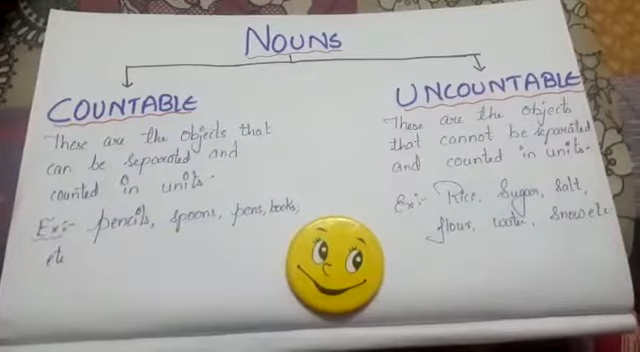 NOUNS
COUNTABLE
These are the objects that
can be separated and
counted in units.
Ex:- pencils, spoons, pens, books,
etc
UNCOUNTABLE
These are the objects
that cannot be separated
and counted in units.
Ex:- Rice, Sugar, Salt,
flour, water, Snow etc